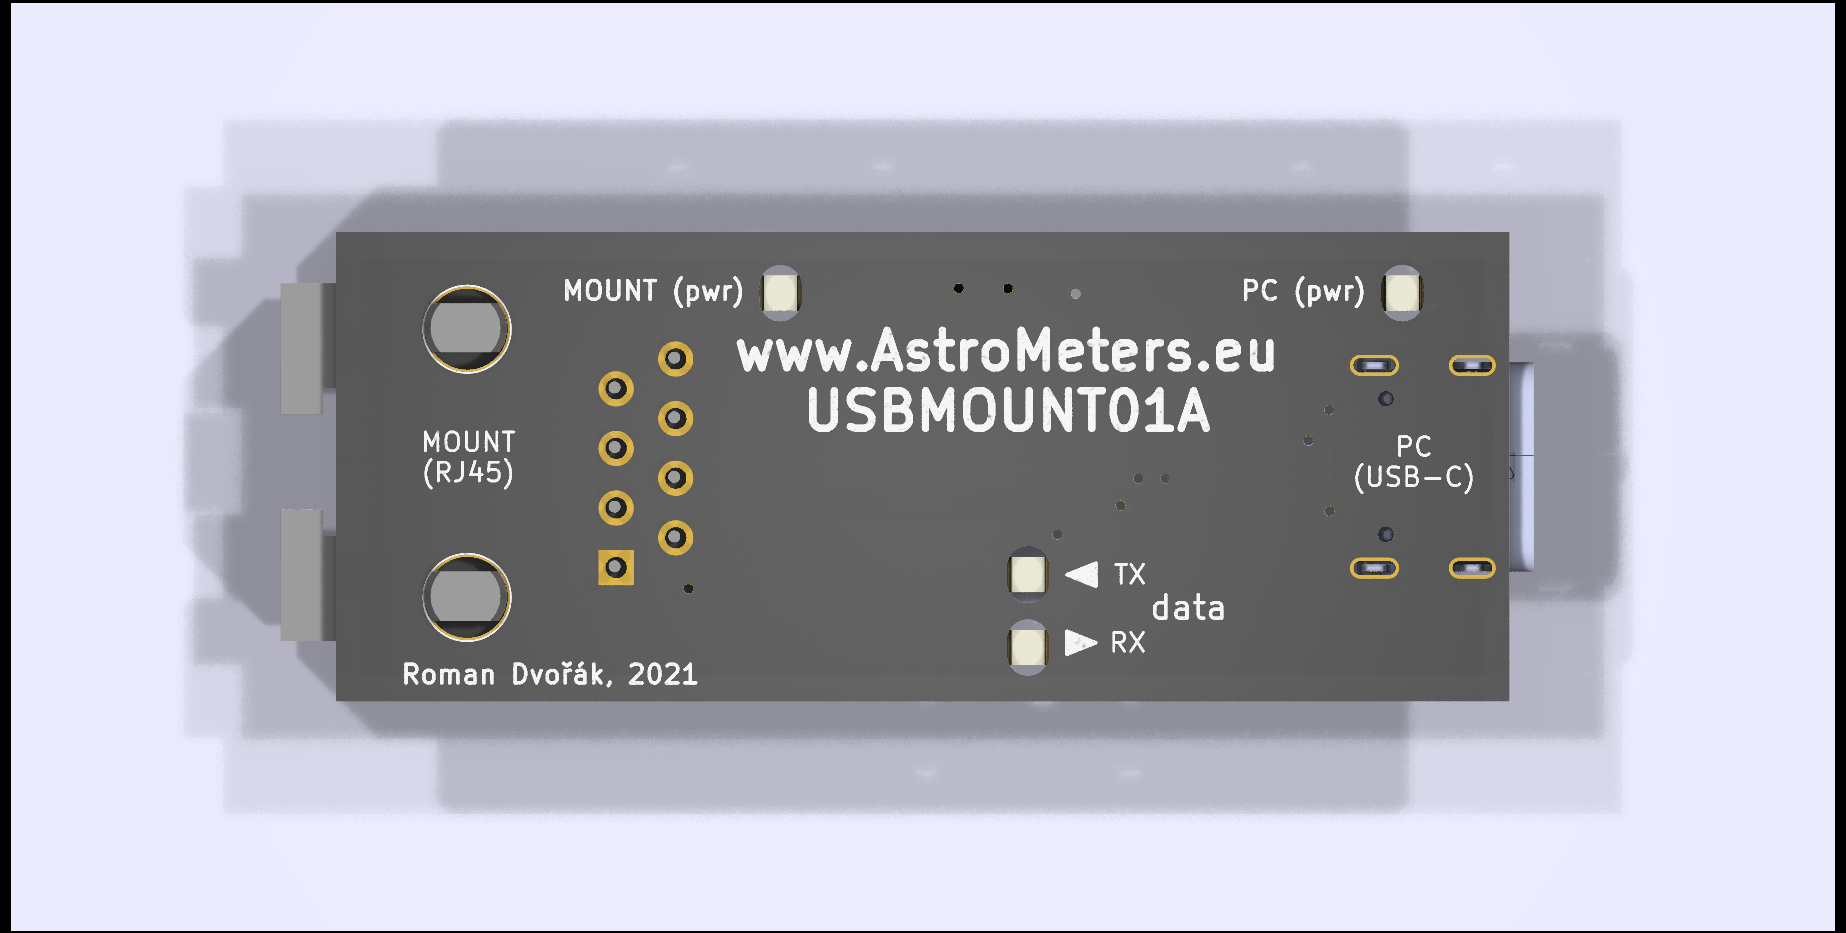 MOUNT (pwr)
PC (pwr)
www.AstroMeters.eu
USBMOUNT01A
MOUNT
(RJ45)
PC
(USB-C)
TX
data
RX
Roman Dvořák, 2021